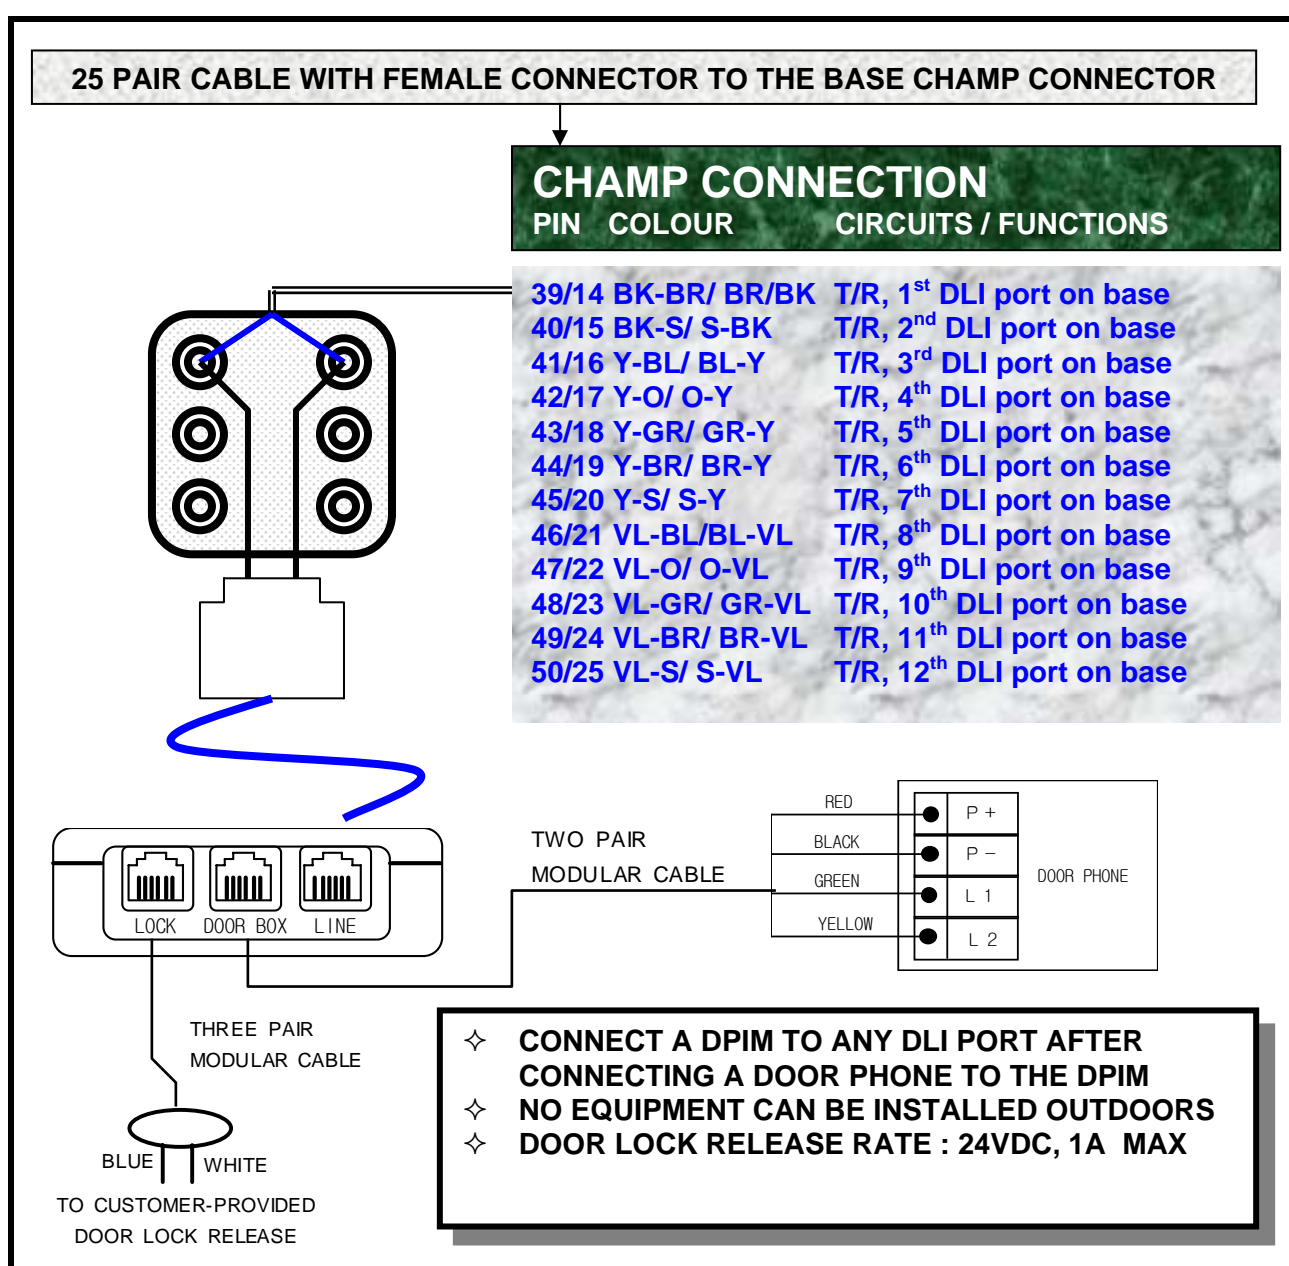 25 PAIR CABLE WITH FEMALE CONNECTOR TO THE BASE CHAMP CONNECTOR
CHAMP CONNECTION
PIN COLOUR CIRCUITS / FUNCTIONS
39/14 BK-BR/ BR/BK T/R, 1st DLI port on base
40/15 BK-S/ S-BK T/R, 2nd DLI port on base
41/16 Y-BL/ BL-Y T/R, 3rd DLI port on base
42/17 Y-O/ O-Y T/R, 4th DLI port on base
43/18 Y-GR/ GR-Y T/R, 5th DLI port on base
44/19 Y-BR/ BR-Y T/R, 6th DLI port on base
45/20 Y-S/ S-Y T/R, 7th DLI port on base
46/21 VL-BL/BL-VL T/R, 8th DLI port on base
47/22 VL-O/ O-VL T/R, 9th DLI port on base
48/23 VL-GR/ GR-VL T/R, 10th DLI port on base
49/24 VL-BR/ BR-VL T/R, 11th DLI port on base
50/25 VL-S/ S-VL T/R, 12th DLI port on base
LOCK DOOR BOX LINE
TWO PAIR
MODULAR CABLE
RED P +
BLACK P −
GREEN L 1
YELLOW L 2
DOOR PHONE
THREE PAIR
MODULAR CABLE
BLUE WHITE
TO CUSTOMER-PROVIDED
DOOR LOCK RELEASE
✧ CONNECT A DPIM TO ANY DLI PORT AFTER
CONNECTING A DOOR PHONE TO THE DPIM
✧ NO EQUIPMENT CAN BE INSTALLED OUTDOORS
✧ DOOR LOCK RELEASE RATE : 24VDC, 1A MAX